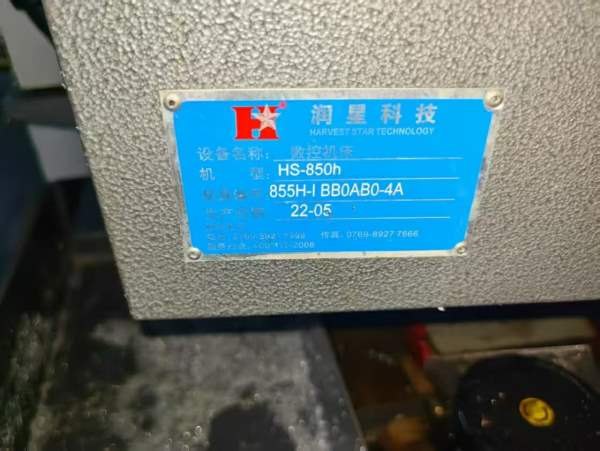 H
润星科技
HARVEST STAR TECHNOLOGY
设备名称: 数控机床
机 型: HS-850h
855H-I BB0AB0-4A
22-05
传真: 0769-8927 7666